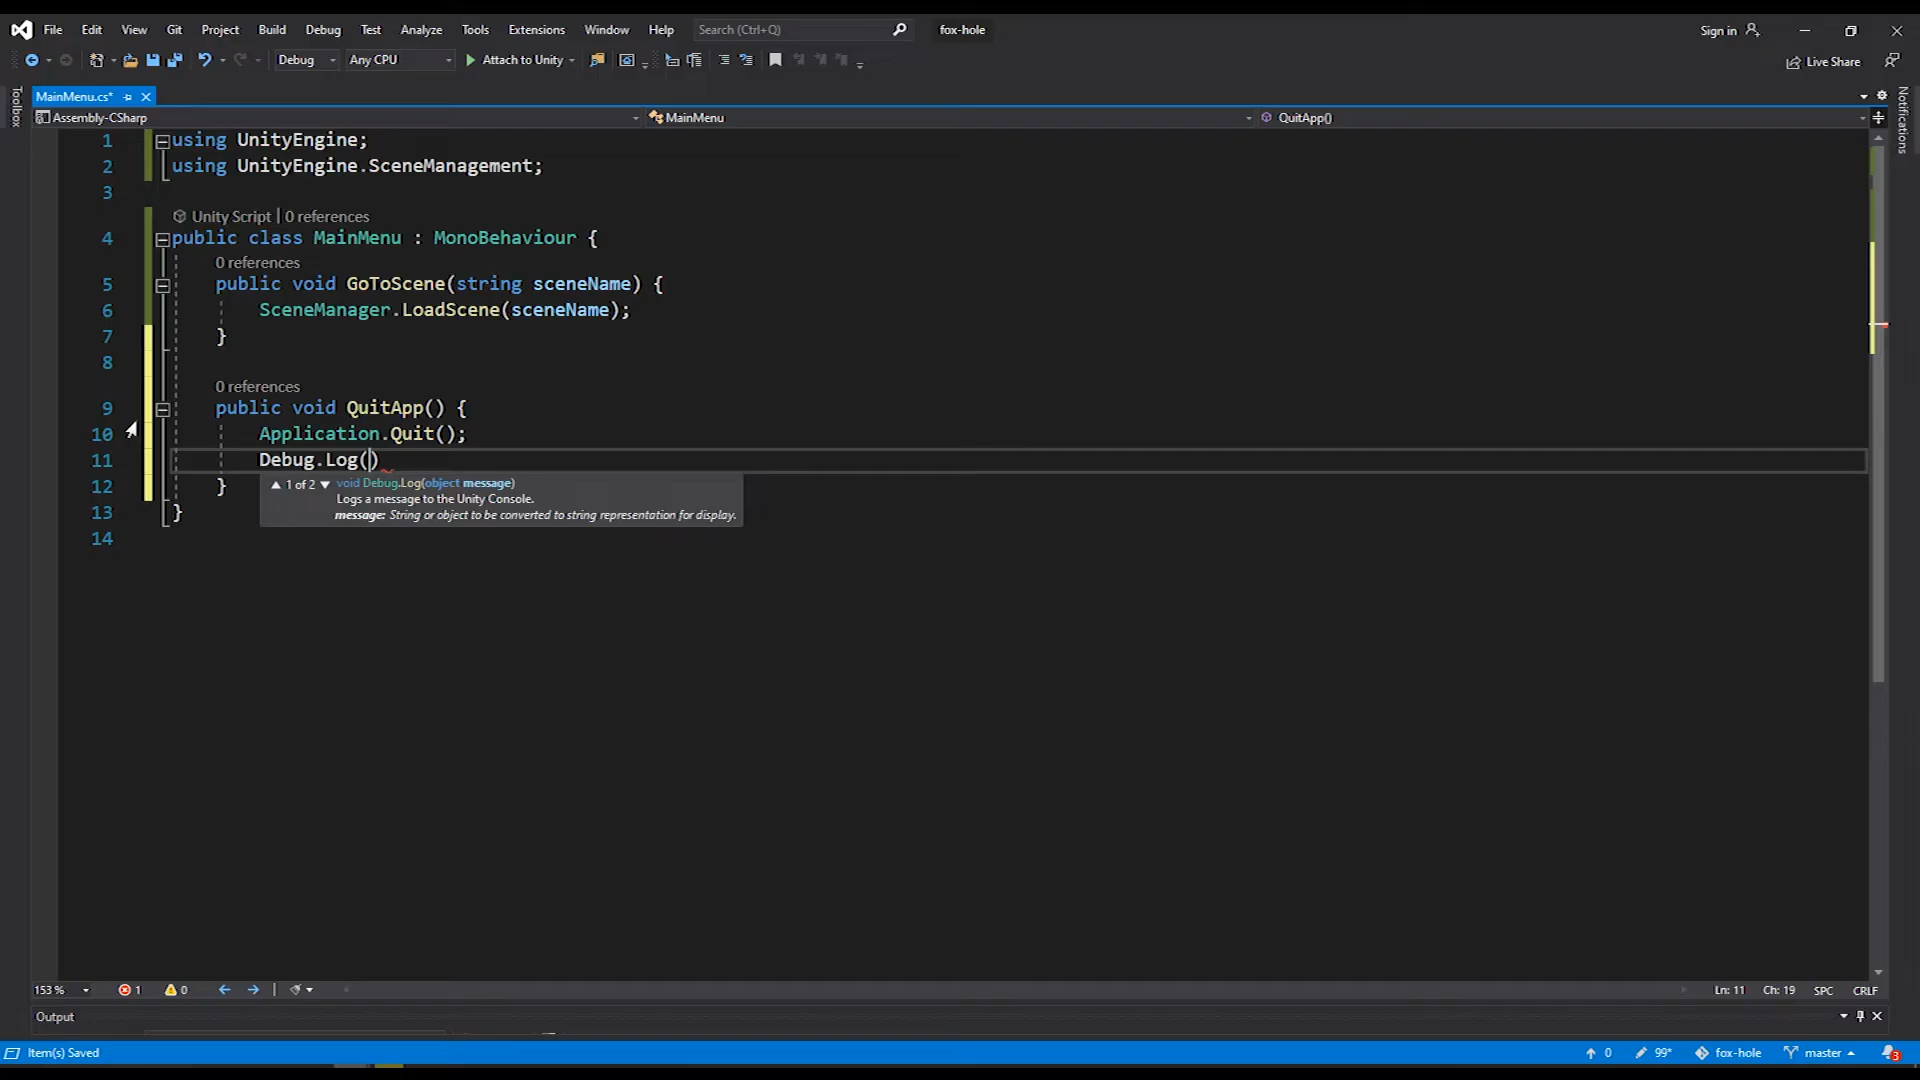 File Edit View Git Project Build Debug Test Analyze Tools Extensions Window Help Search (Ctrl+Q) fox-hole Sign in
Debug Any CPU Attach to Unity Live Share
Toolbox
MainMenu.cs*
Notifications
Assembly-CSharp MainMenu QuitApp()
1 using UnityEngine;
2 using UnityEngine.SceneManagement;
3
Unity Script | 0 references
4 public class MainMenu : MonoBehaviour {
0 references
5 public void GoToScene(string sceneName) {
6 SceneManager.LoadScene(sceneName);
7 }
8
0 references
9 public void QuitApp() {
10 Application.Quit();
11 Debug.Log()
12 }
1 of 2 void Debug.Log(object message)
Logs a message to the Unity Console.
message: String or object to be converted to string representation for display.
13 }
14
153 % 1 0 Ln: 11 Ch: 19 SPC CRLF
Output
Item(s) Saved 0 99* fox-hole master 3